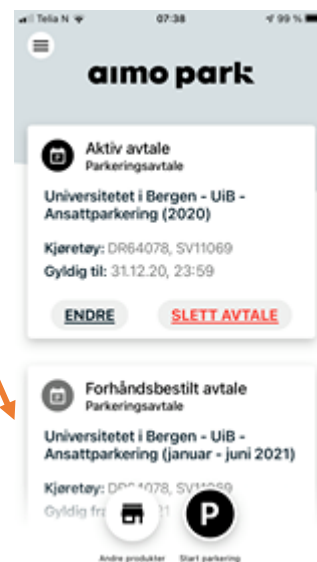 Telia N 07:38 99 %
aimo park
Aktiv avtale
Parkeringsavtale
Universitetet i Bergen - UiB -
Ansattparkering (2020)
Kjøretøy: DR64078, SV11069
Gyldig til: 31.12.20, 23:59
ENDRE SLETT AVTALE
Forhåndsbestilt avtale
Parkeringsavtale
Universitetet i Bergen - UiB -
Ansattparkering (januar - juni 2021)
Kjøretøy:
Gyldig
P
Andre produkter Start parkering